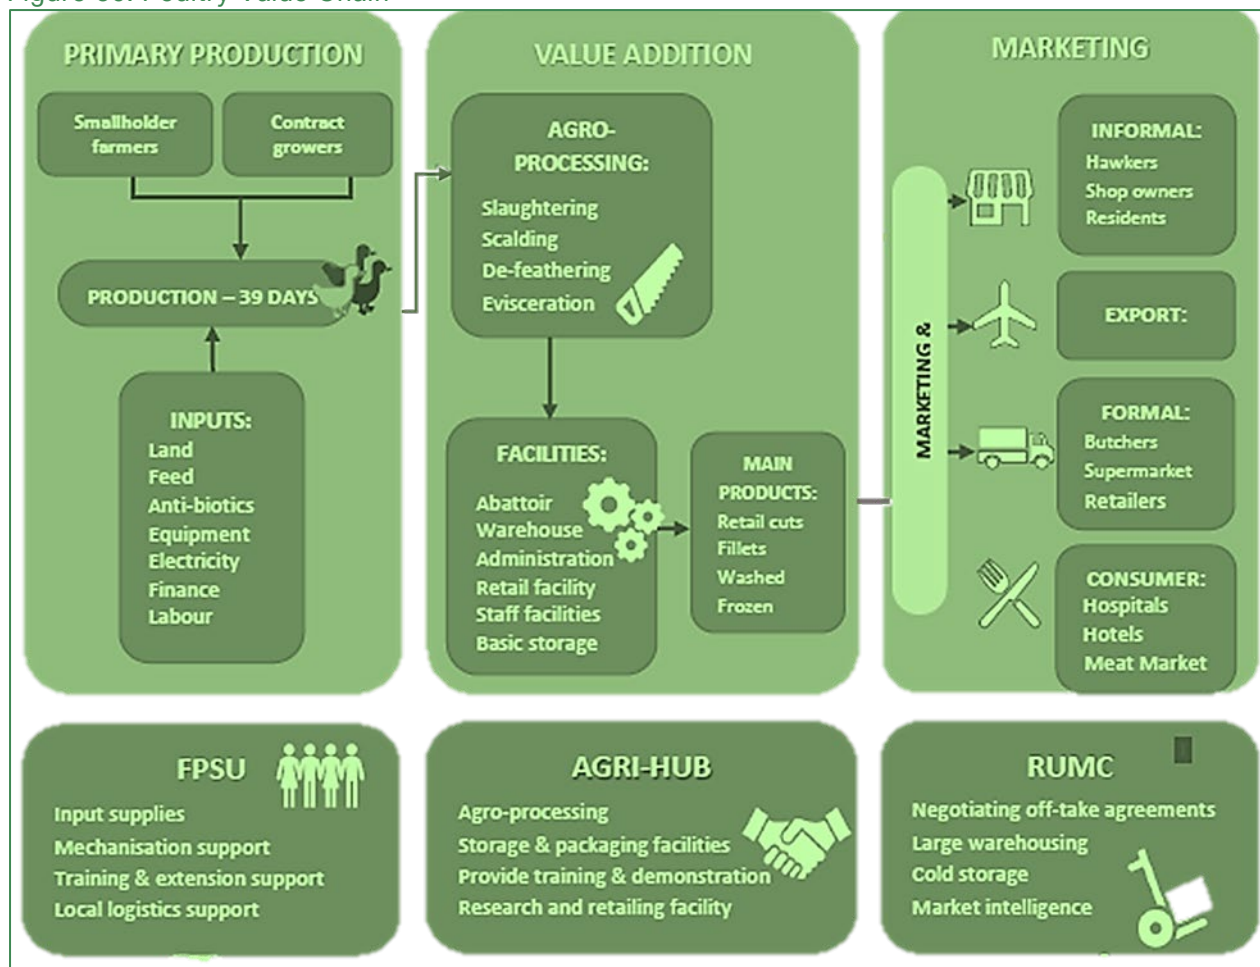 PRIMARY PRODUCTION
Smallholder
farmers
Contract
growers
PRODUCTION – 39 DAYS
INPUTS:
Land
Feed
Anti-biotics
Equipment
Electricity
Finance
Labour
VALUE ADDITION
AGRO-
PROCESSING:
Slaughtering
Scalding
De-feathering
Evisceration
FACILITIES:
Abattoir
Warehouse
Administration
Retail facility
Staff facilities
Basic storage
MAIN
PRODUCTS:
Retail cuts
Fillets
Washed
Frozen
MARKETING
MARKETING &
INFORMAL:
Hawkers
Shop owners
Residents
EXPORT:
FORMAL:
Butchers
Supermarket
Retailers
CONSUMER:
Hospitals
Hotels
Meat Market
FPSU
Input supplies
Mechanisation support
Training & extension support
Local logistics support
AGRI-HUB
Agro-processing
Storage & packaging facilities
Provide training & demonstration
Research and retailing facility
RUMC
Negotiating off-take agreements
Large warehousing
Cold storage
Market intelligence